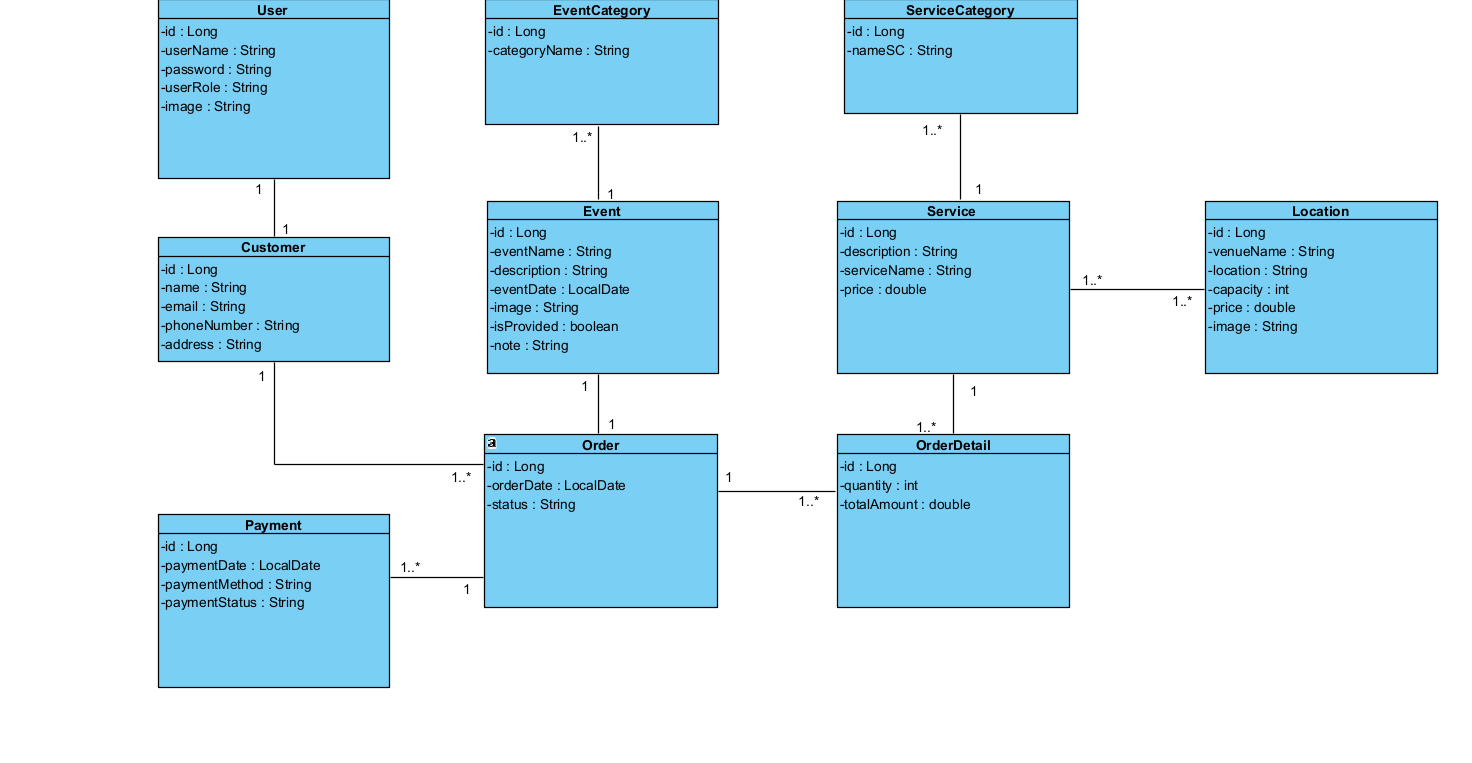 User
-id : Long
-userName : String
-password : String
-userRole : String
-image : String
1
EventCategory
-id : Long
-categoryName : String
1..*
ServiceCategory
-id : Long
-nameSC : String
1..*
1
Customer
-id : Long
-name : String
-email : String
-phoneNumber : String
-address : String
1
1
Event
-id : Long
-eventName : String
-description : String
-eventDate : LocalDate
-image : String
-isProvided : boolean
-note : String
1
1
Service
-id : Long
-description : String
-serviceName : String
-price : double
1..*
1..*
1
Location
-id : Long
-venueName : String
-location : String
-capacity : int
-price : double
-image : String
1..*
1
Order
-id : Long
-orderDate : LocalDate
-status : String
1
1..*
1..*
OrderDetail
-id : Long
-quantity : int
-totalAmount : double
Payment
-id : Long
-paymentDate : LocalDate
-paymentMethod : String
-paymentStatus : String
1..*
1